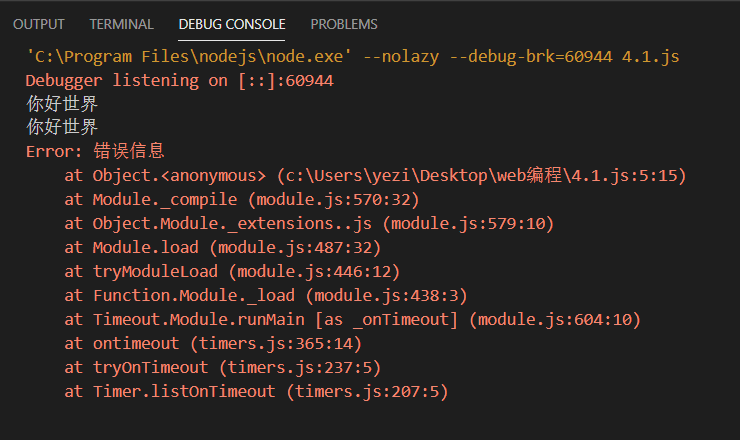 OUTPUT TERMINAL DEBUG CONSOLE PROBLEMS
'C:\Program Files\nodejs\node.exe' --nolazy --debug-brk=60944 4.1.js
Debugger listening on [::]:60944
你好世界
你好世界
Error: 错误信息
    at Object.<anonymous> (c:\Users\yezi\Desktop\web编程\4.1.js:5:15)
    at Module._compile (module.js:570:32)
    at Object.Module._extensions..js (module.js:579:10)
    at Module.load (module.js:487:32)
    at tryModuleLoad (module.js:446:12)
    at Function.Module._load (module.js:438:3)
    at Timeout.Module.runMain [as _onTimeout] (module.js:604:10)
    at ontimeout (timers.js:365:14)
    at tryOnTimeout (timers.js:237:5)
    at Timer.listOnTimeout (timers.js:207:5)